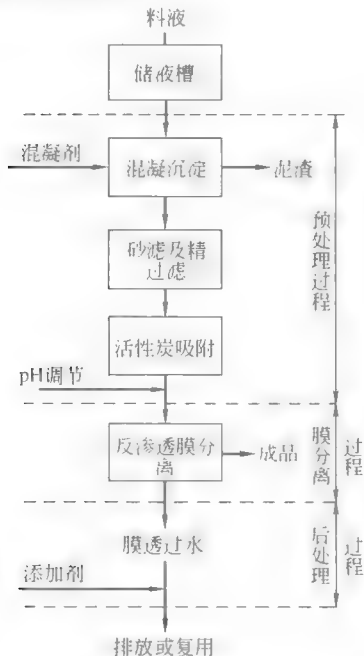 料液
储液槽
混凝剂
混凝沉淀
泥渣
砂滤及精
过滤
预处理过程
活性炭吸附
pH调节
反渗透膜分
离
成品
膜分离
过程
膜透过水
后处理
过程
添加剂
排放或复用